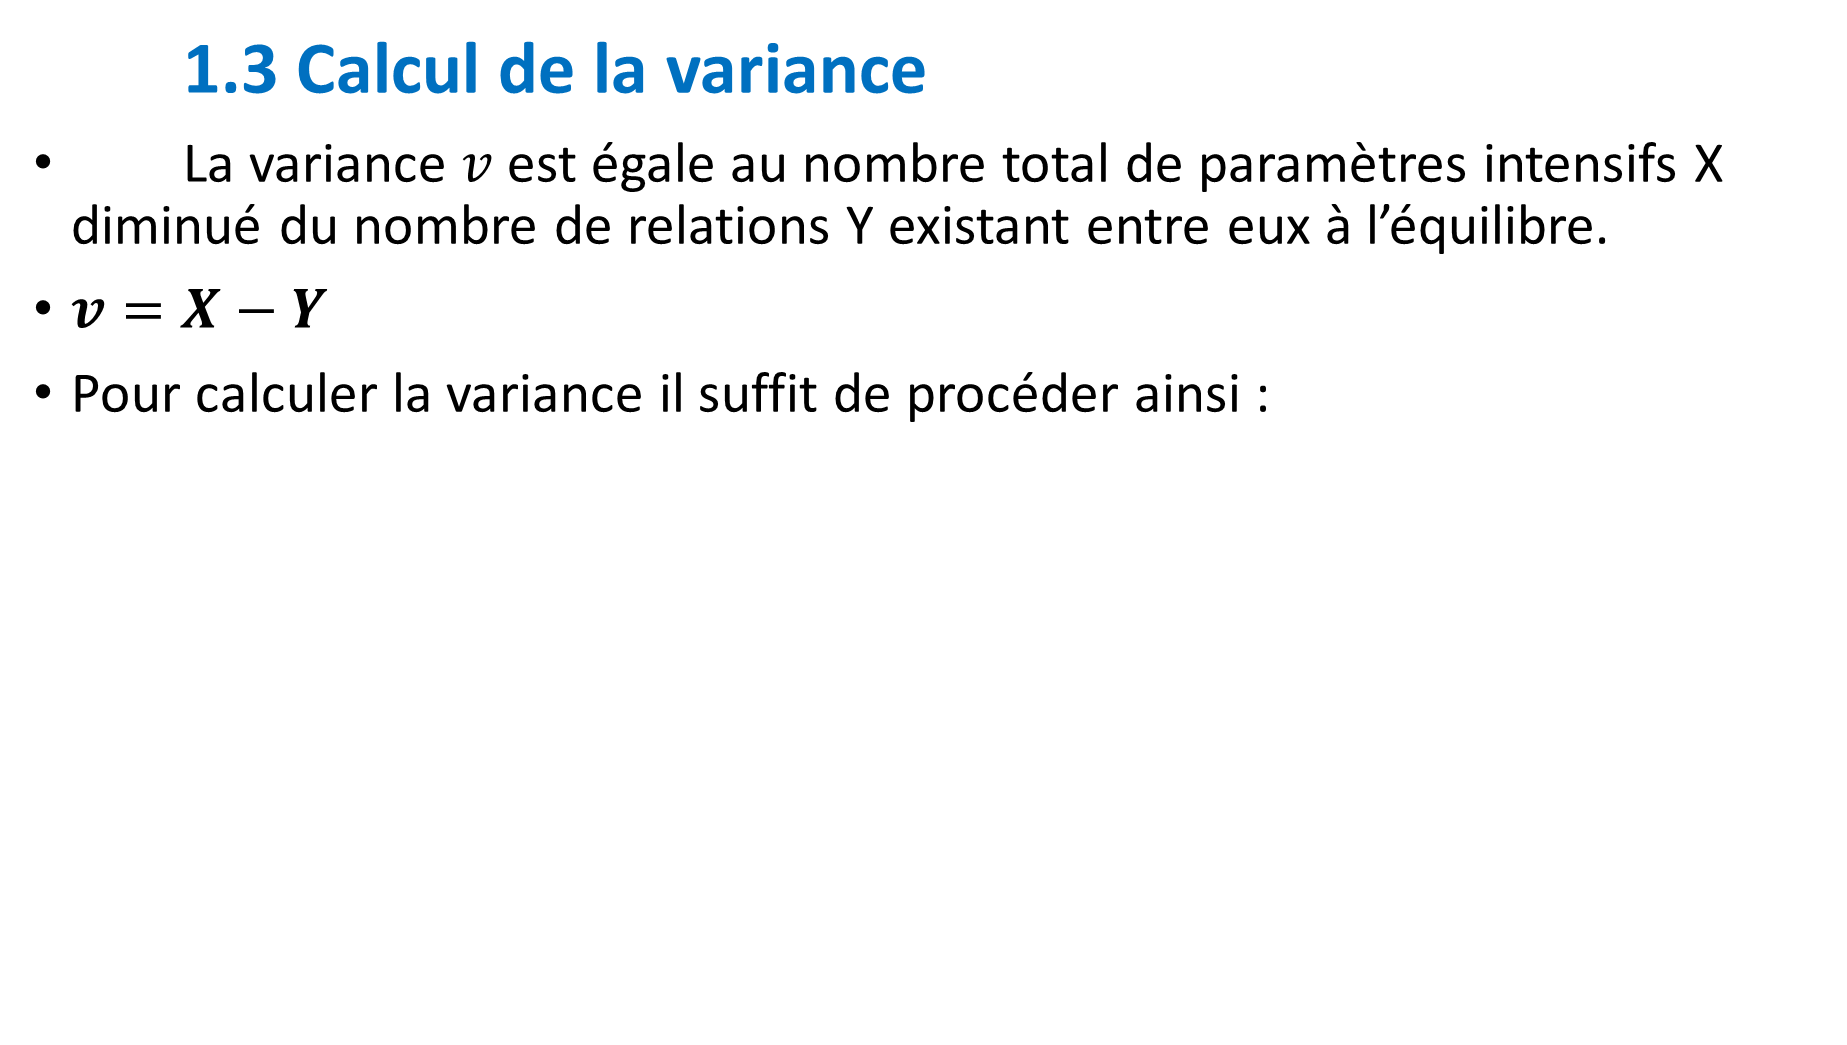 1.3 Calcul de la variance
• La variance 𝑣 est égale au nombre total de paramètres intensifs X
diminué du nombre de relations Y existant entre eux à l’équilibre.
• 𝒗 = 𝑿 − 𝒀
• Pour calculer la variance il suffit de procéder ainsi :